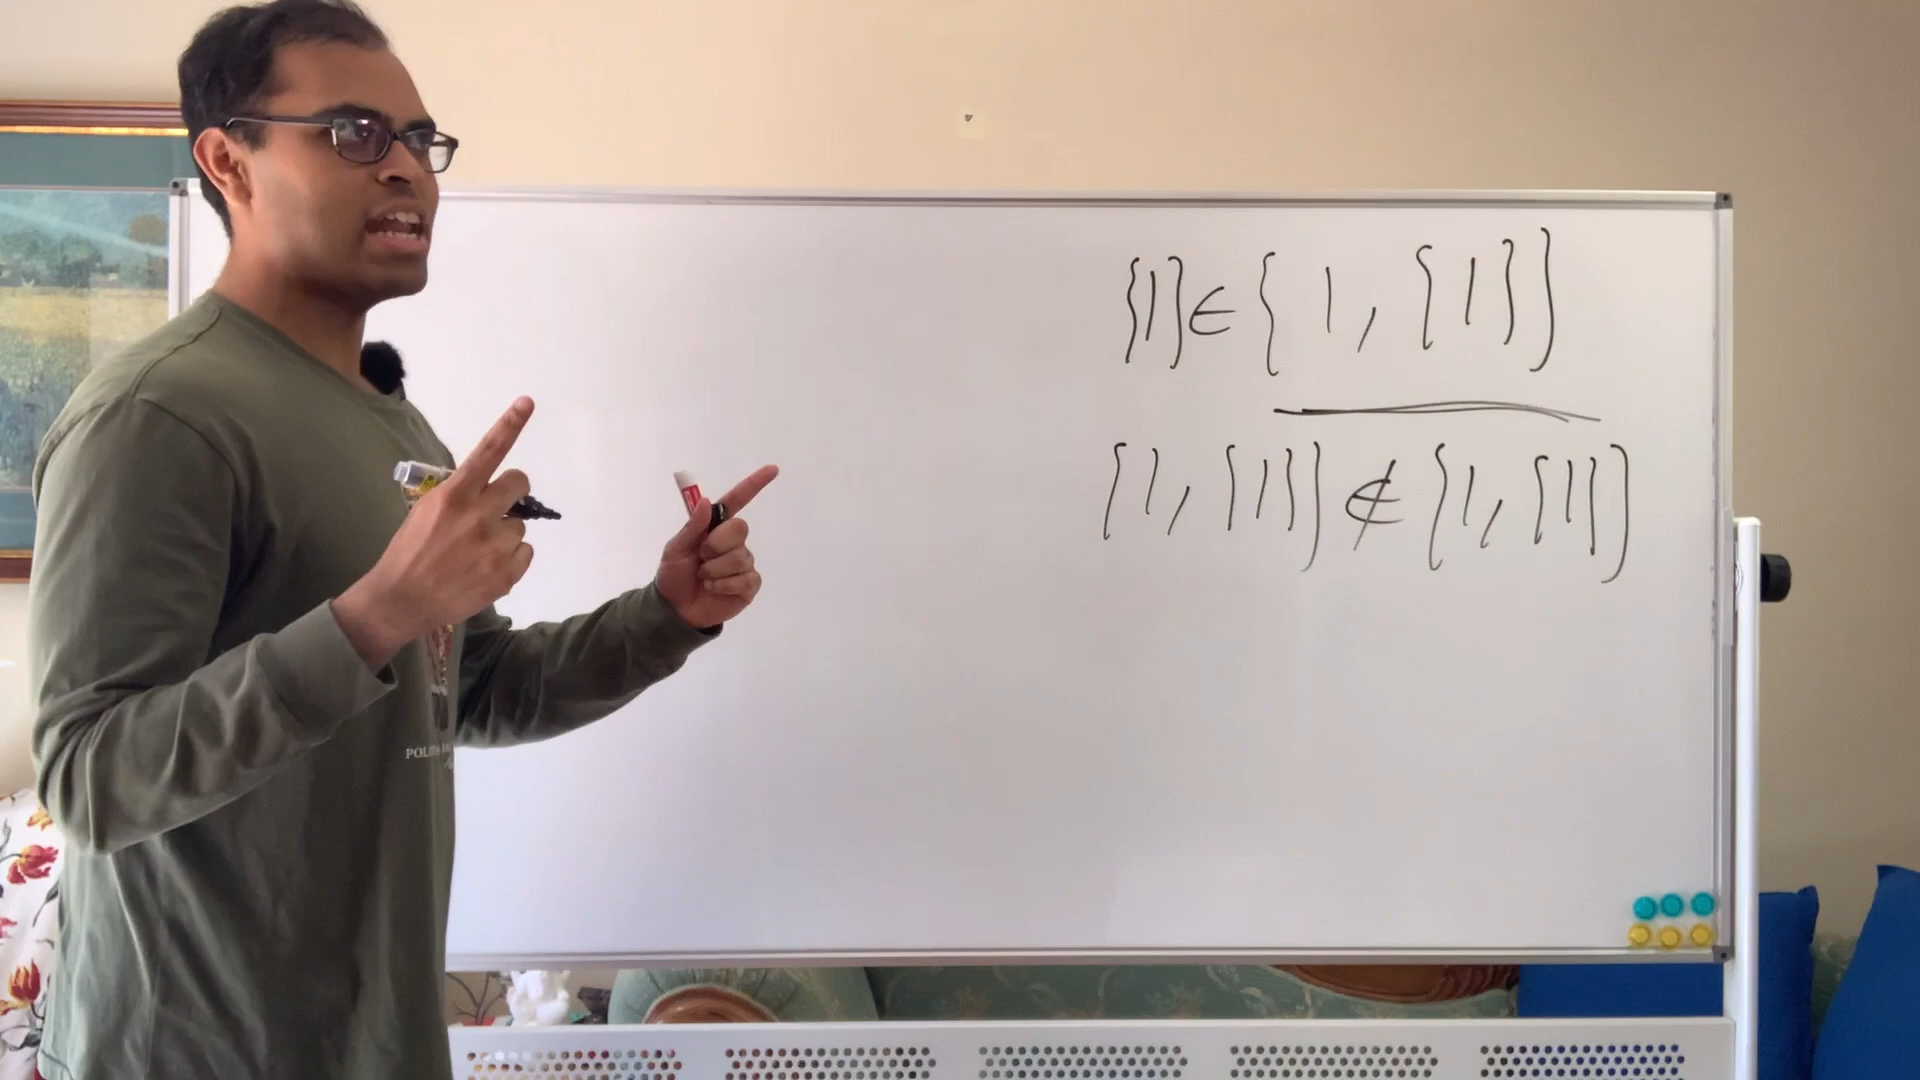 {1} ∈ { 1, {1}}
{1, {1}} ∉ {1, {1}}